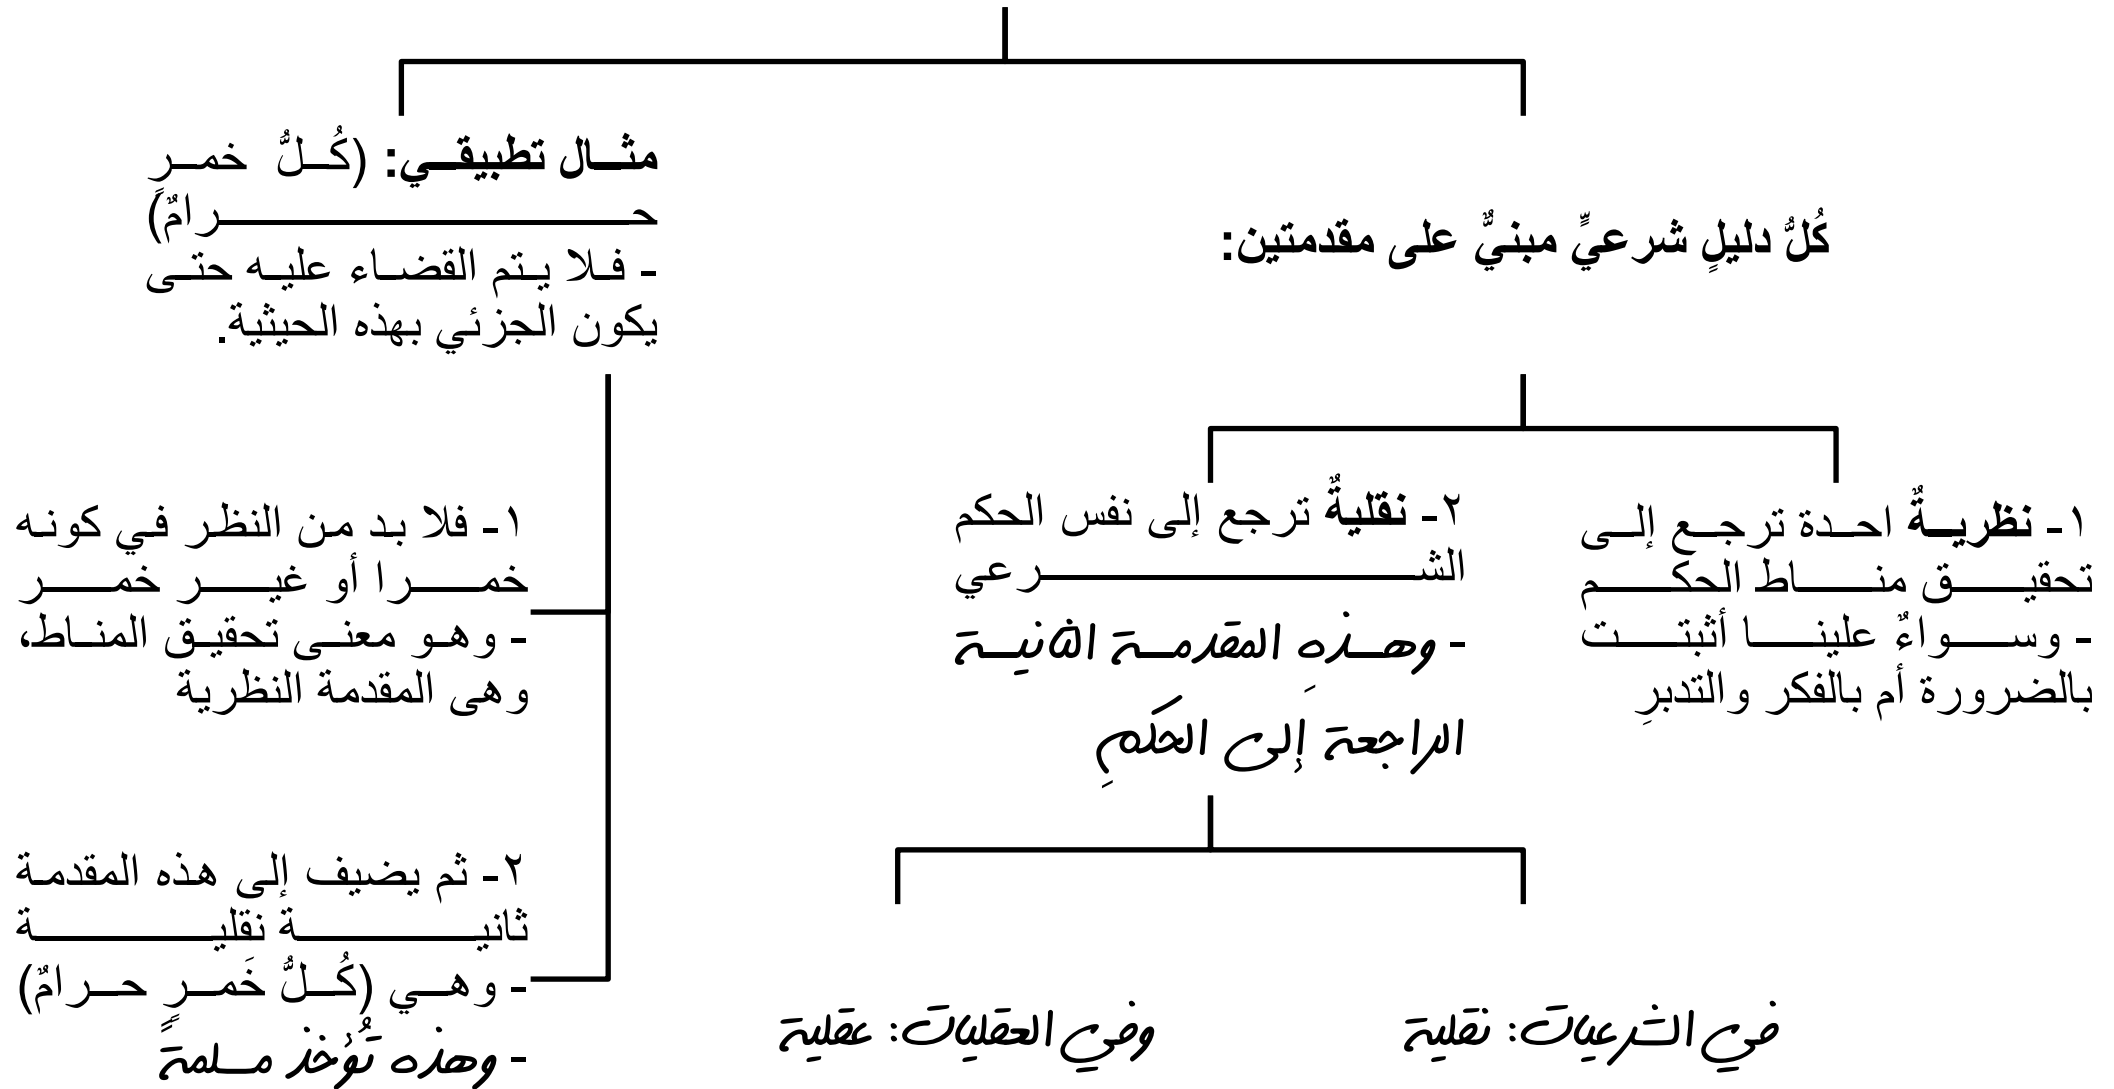 كُلُّ دليلٍ شرعيٍّ مبنيٌّ على مقدمتين:
١- نظريةٌ احدة ترجع إلى
تحقيق مناط الحكم
- وسواءٌ علينا أثبتت
بالضرورة أم بالفكر والتدبرِ
٢- نقليةٌ ترجع إلى نفس الحكم
الشرعي
- وهذهِ المقدمة الثانية
الراجعة إلى الحكَمِ
في الشرعيات: نقلية
وفي العقليات: عقلية
مثال تطبيقي: (كُلُّ خمرٍ
حرامٌ)
- فلا يتم القضاء عليه حتى
يكون الجزئي بهذه الحيثية.
١- فلا بد من النظر في كونه
خمرا أو غير خمر
- وهو معنى تحقيق المناط،
وهى المقدمة النظرية
٢- ثم يضيف إلى هذه المقدمة
ثانية نقلية
- وهي (كُلُّ خَمرٍ حرامٌ)
- وهذه تُؤخذ مسلمةً